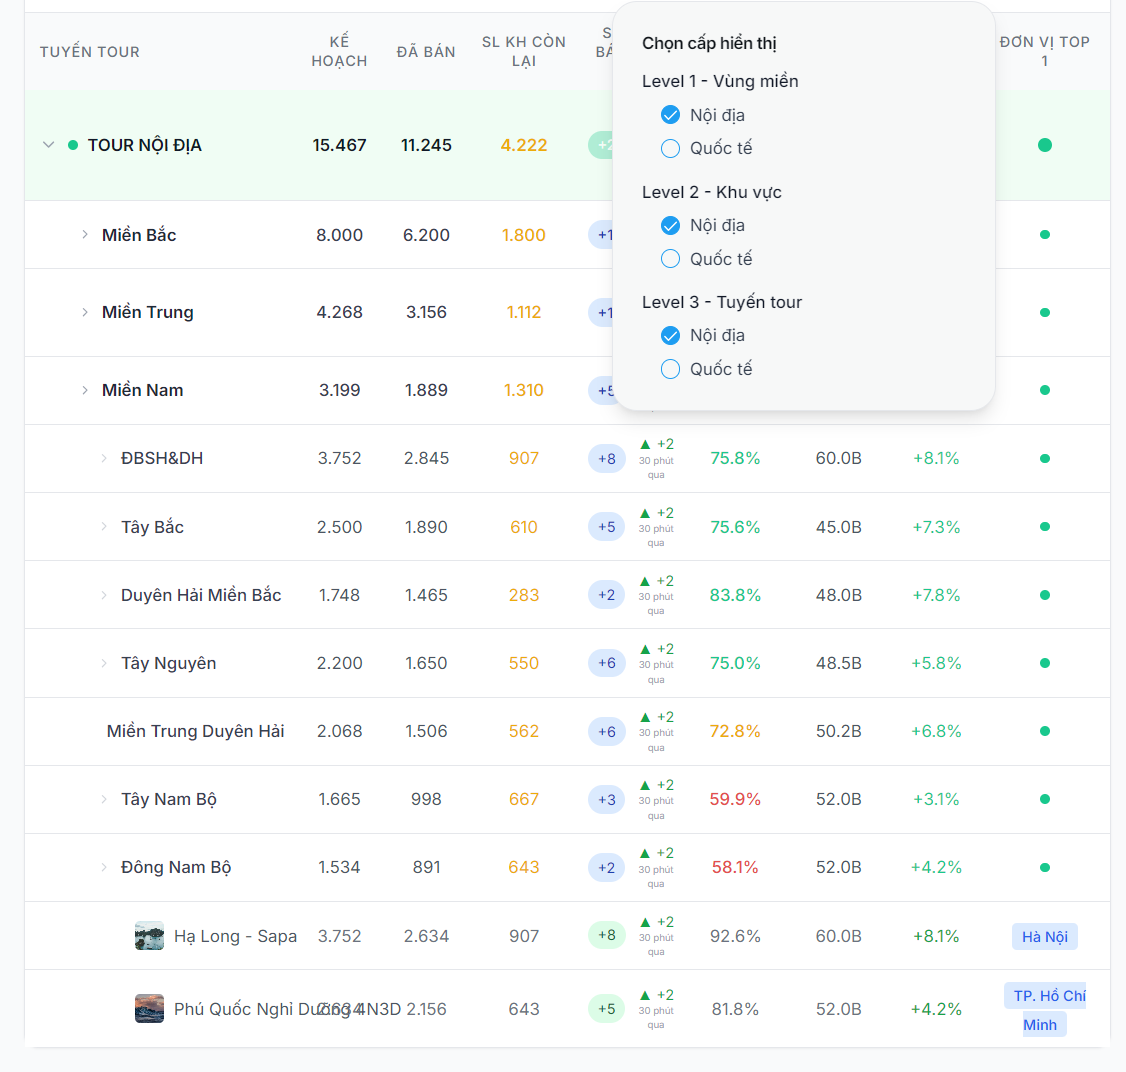 TUYẾN TOUR
KẾ
HOẠCH
ĐÃ BÁN
SL KH CÒN
LẠI
ĐƠN VỊ TOP
1
Chọn cấp hiển thị
Level 1 - Vùng miền
Nội địa
Quốc tế
Level 2 - Khu vực
Nội địa
Quốc tế
Level 3 - Tuyến tour
Nội địa
Quốc tế
TOUR NỘI ĐỊA 15.467 11.245 4.222
Miền Bắc 8.000 6.200 1.800 +1
Miền Trung 4.268 3.156 1.112 +1
Miền Nam 3.199 1.889 1.310 +5
ĐBSH&DH 3.752 2.845 907 +8 ▲ +2 75.8% 60.0B +8.1%
30 phút
qua
Tây Bắc 2.500 1.890 610 +5 ▲ +2 75.6% 45.0B +7.3%
30 phút
qua
Duyên Hải Miền Bắc 1.748 1.465 283 +2 ▲ +2 83.8% 48.0B +7.8%
30 phút
qua
Tây Nguyên 2.200 1.650 550 +6 ▲ +2 75.0% 48.5B +5.8%
30 phút
qua
Miền Trung Duyên Hải 2.068 1.506 562 +6 ▲ +2 72.8% 50.2B +6.8%
30 phút
qua
Tây Nam Bộ 1.665 998 667 +3 ▲ +2 59.9% 52.0B +3.1%
30 phút
qua
Đông Nam Bộ 1.534 891 643 +2 ▲ +2 58.1% 52.0B +4.2%
30 phút
qua
Hạ Long - Sapa 3.752 2.634 907 +8 ▲ +2 92.6% 60.0B +8.1% Hà Nội
30 phút
qua
Phú Quốc Nghỉ Dưỡng 4N3D 2.634 2.156 643 +5 ▲ +2 81.8% 52.0B +4.2% TP. Hồ Chí
30 phút
qua
Minh